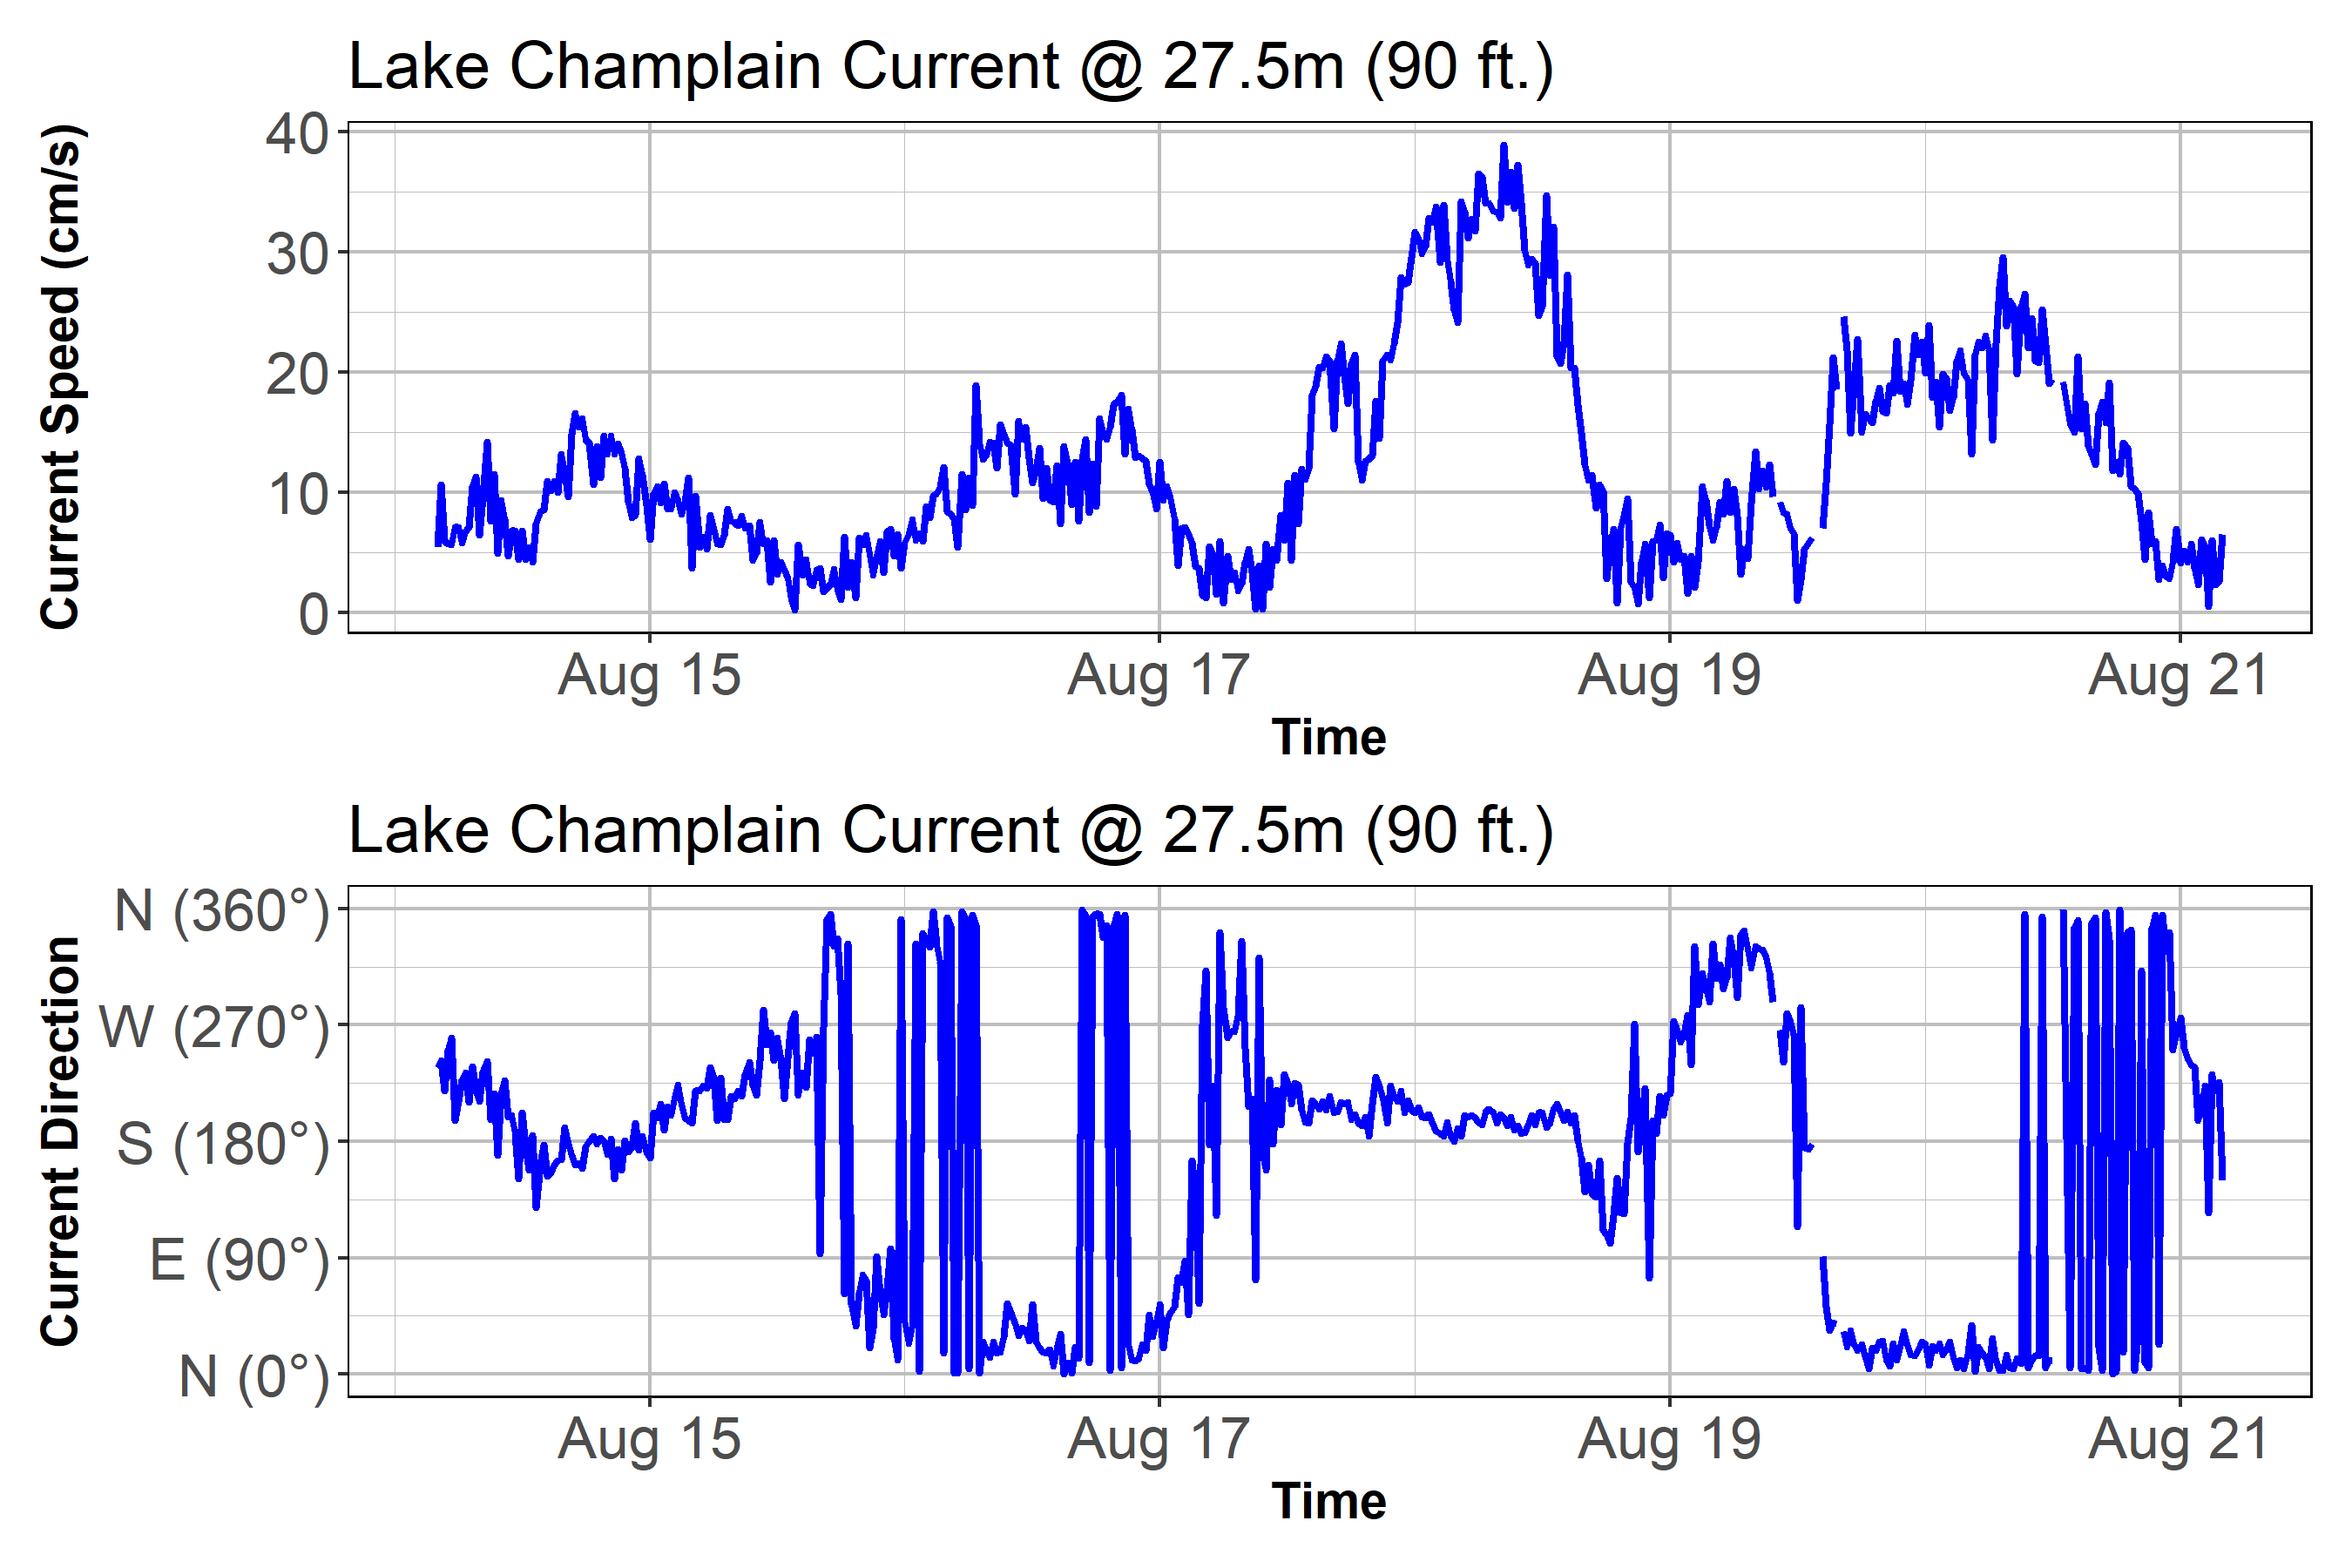 Lake Champlain Current @ 27.5m (90 ft.)
Current Speed (cm/s)
40
30
20
10
0
Aug 15 Aug 17 Aug 19 Aug 21
Time
Lake Champlain Current @ 27.5m (90 ft.)
Current Direction
N (360°)
W (270°)
S (180°)
E (90°)
N (0°)
Aug 15 Aug 17 Aug 19 Aug 21
Time